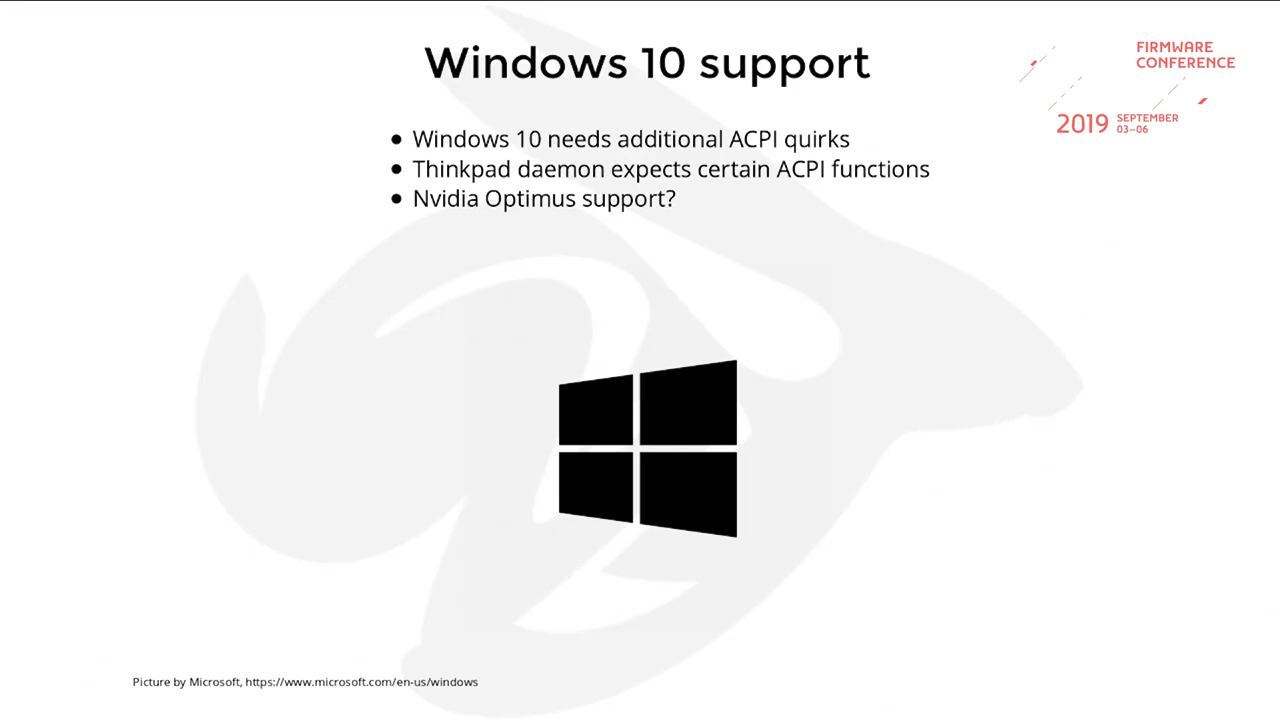 Windows 10 support
FIRMWARE
CONFERENCE
2019 SEPTEMBER
03–06
● Windows 10 needs additional ACPI quirks
● Thinkpad daemon expects certain ACPI functions
● Nvidia Optimus support?
Picture by Microsoft, https://www.microsoft.com/en-us/windows